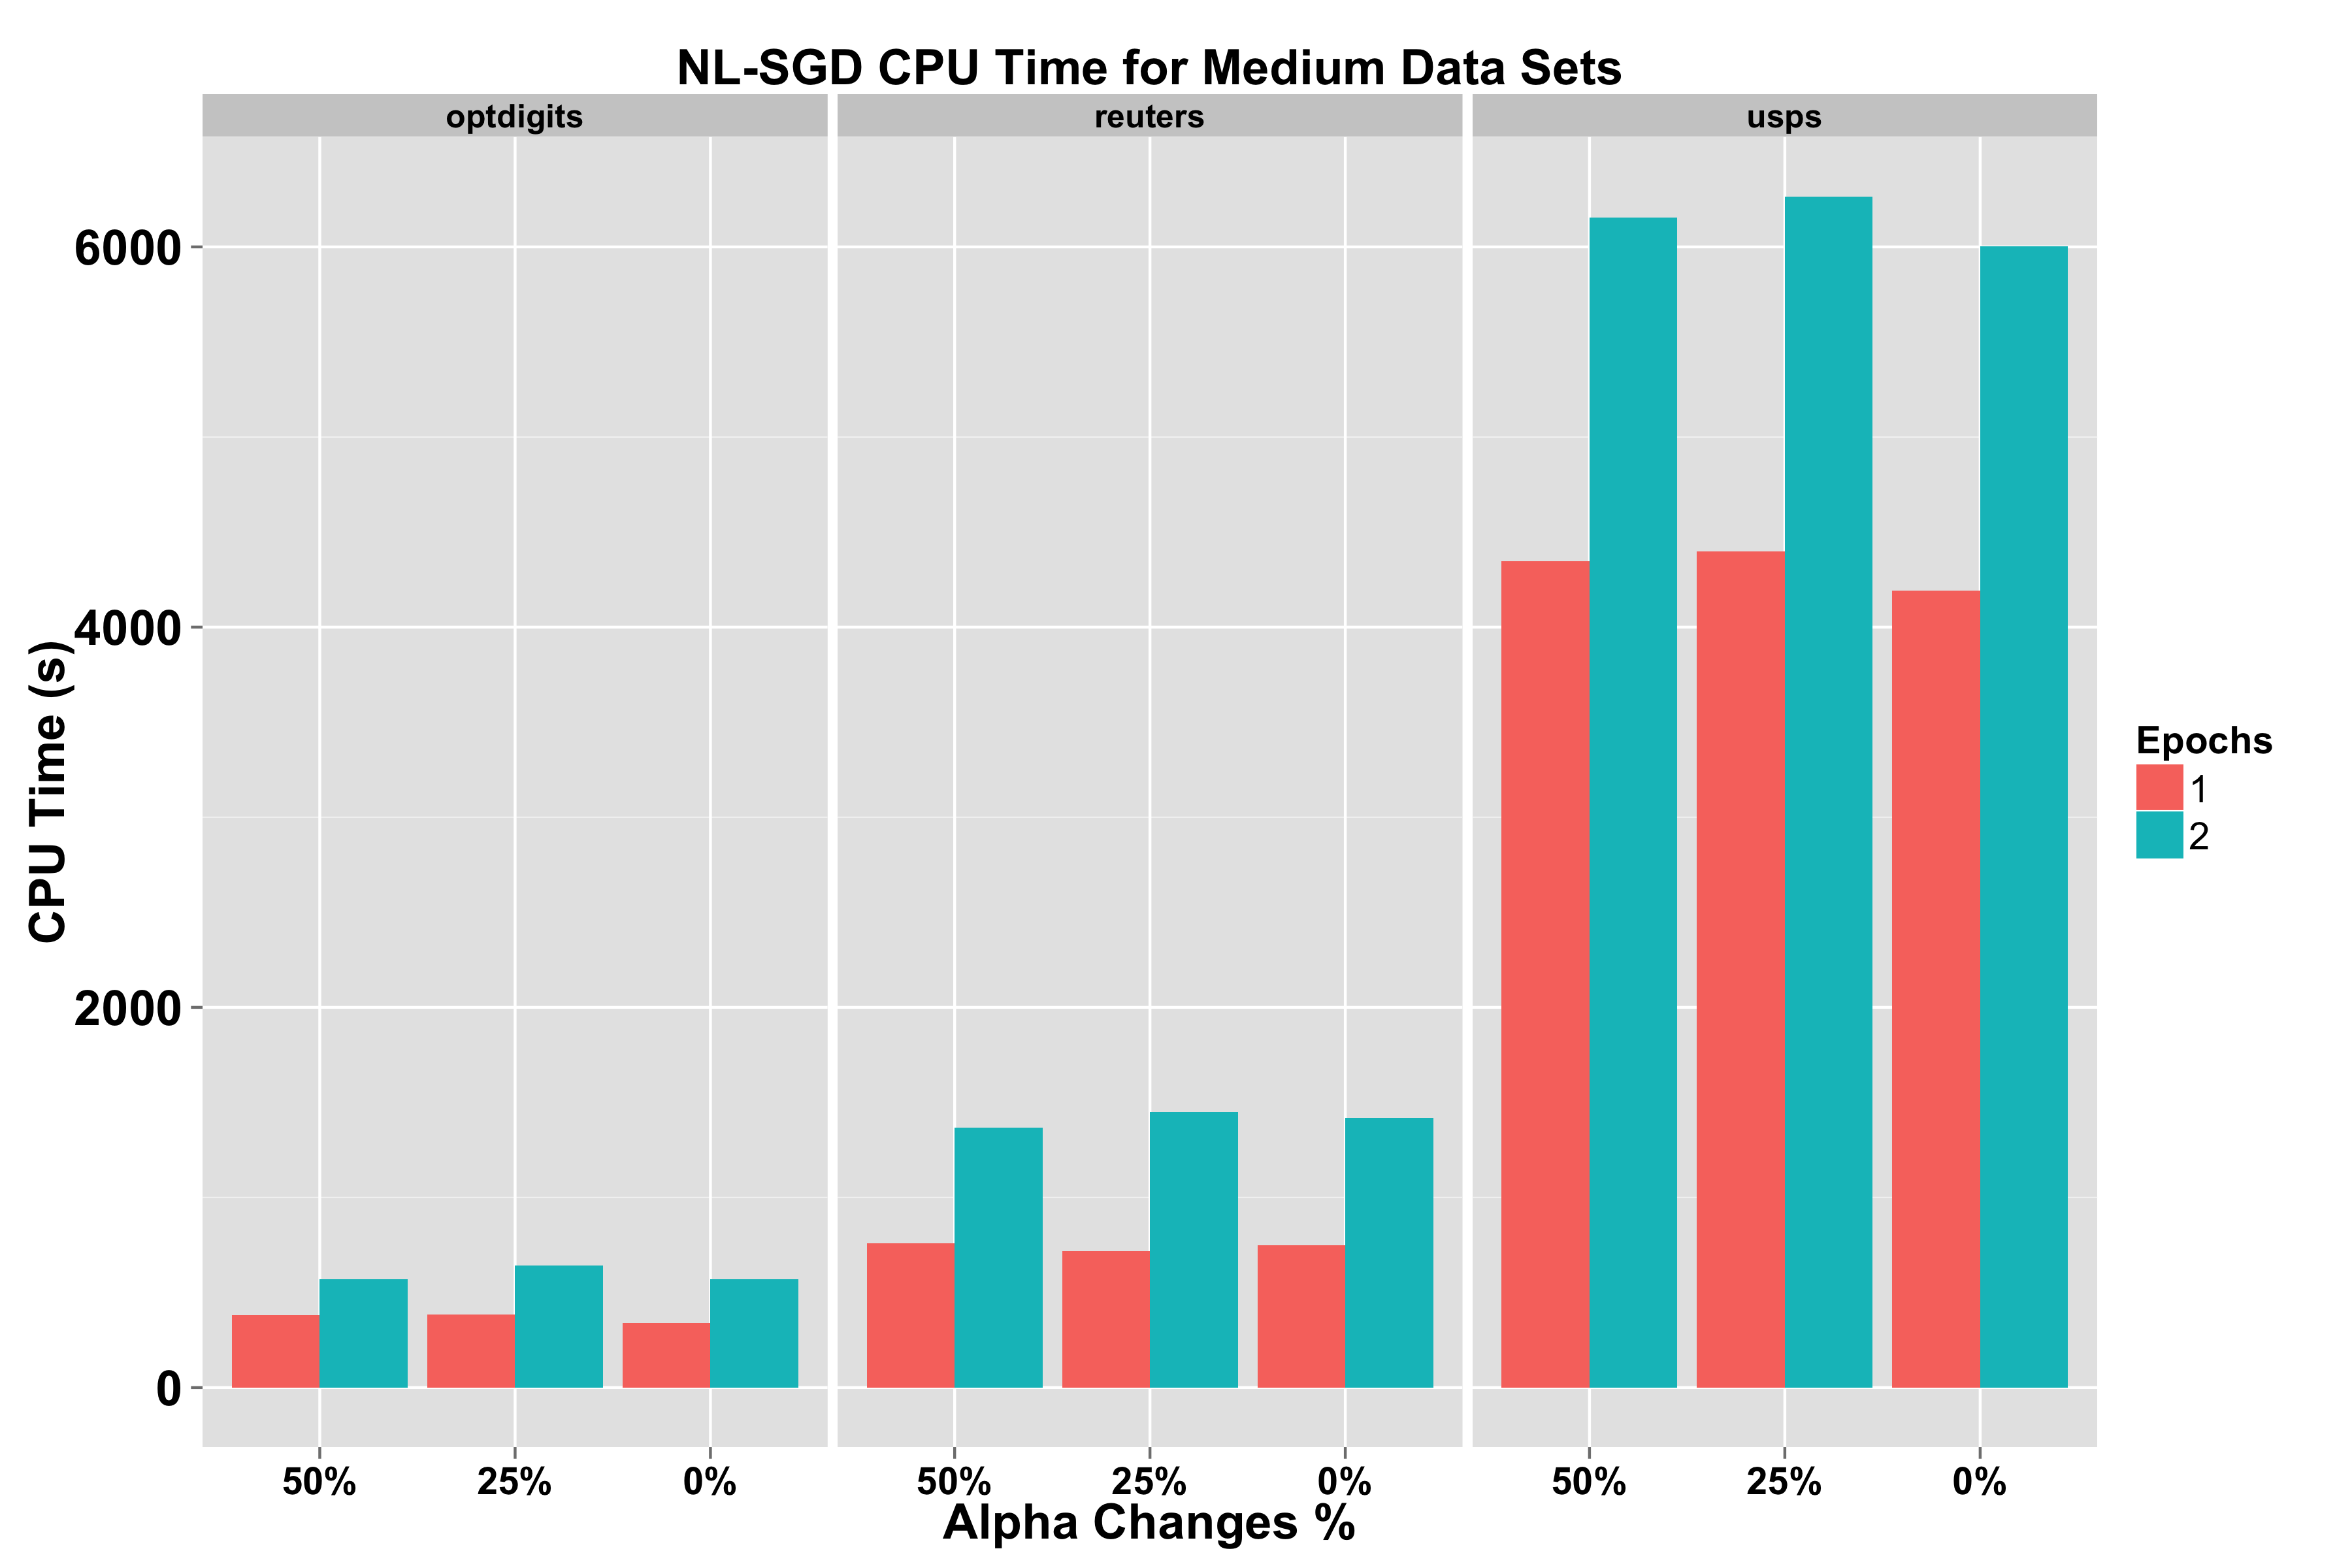 NL-SGD CPU Time for Medium Data Sets
optdigits reuters usps
6000
4000
2000
0
CPU Time (s)
50% 25% 0% 50% 25% 0% 50% 25% 0%
Alpha Changes %
Epochs
1
2